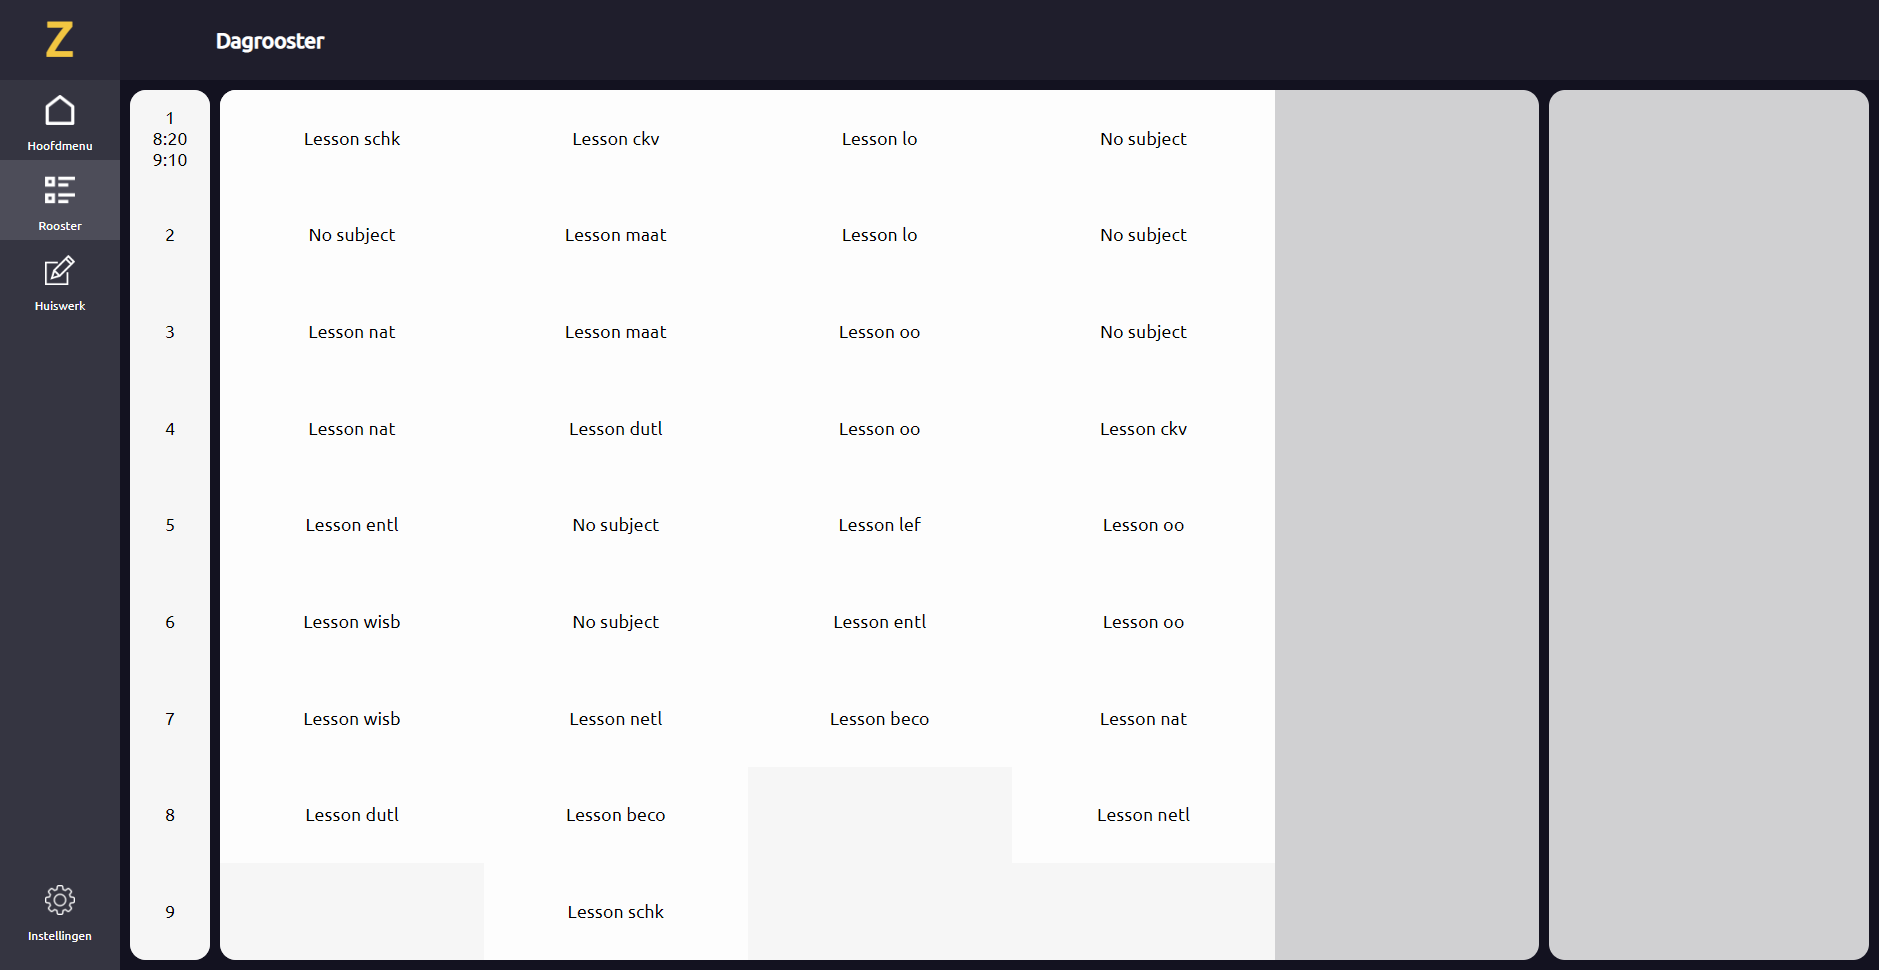 Z
Dagrooster
Hoofdmenu
Rooster
Huiswerk
Instellingen
1
8:20
9:10
Lesson schk Lesson ckv Lesson lo No subject
2 No subject Lesson maat Lesson lo No subject
3 Lesson nat Lesson maat Lesson oo No subject
4 Lesson nat Lesson dutl Lesson oo Lesson ckv
5 Lesson entl No subject Lesson lef Lesson oo
6 Lesson wisb No subject Lesson entl Lesson oo
7 Lesson wisb Lesson netl Lesson beco Lesson nat
8 Lesson dutl Lesson beco Lesson netl
9 Lesson schk